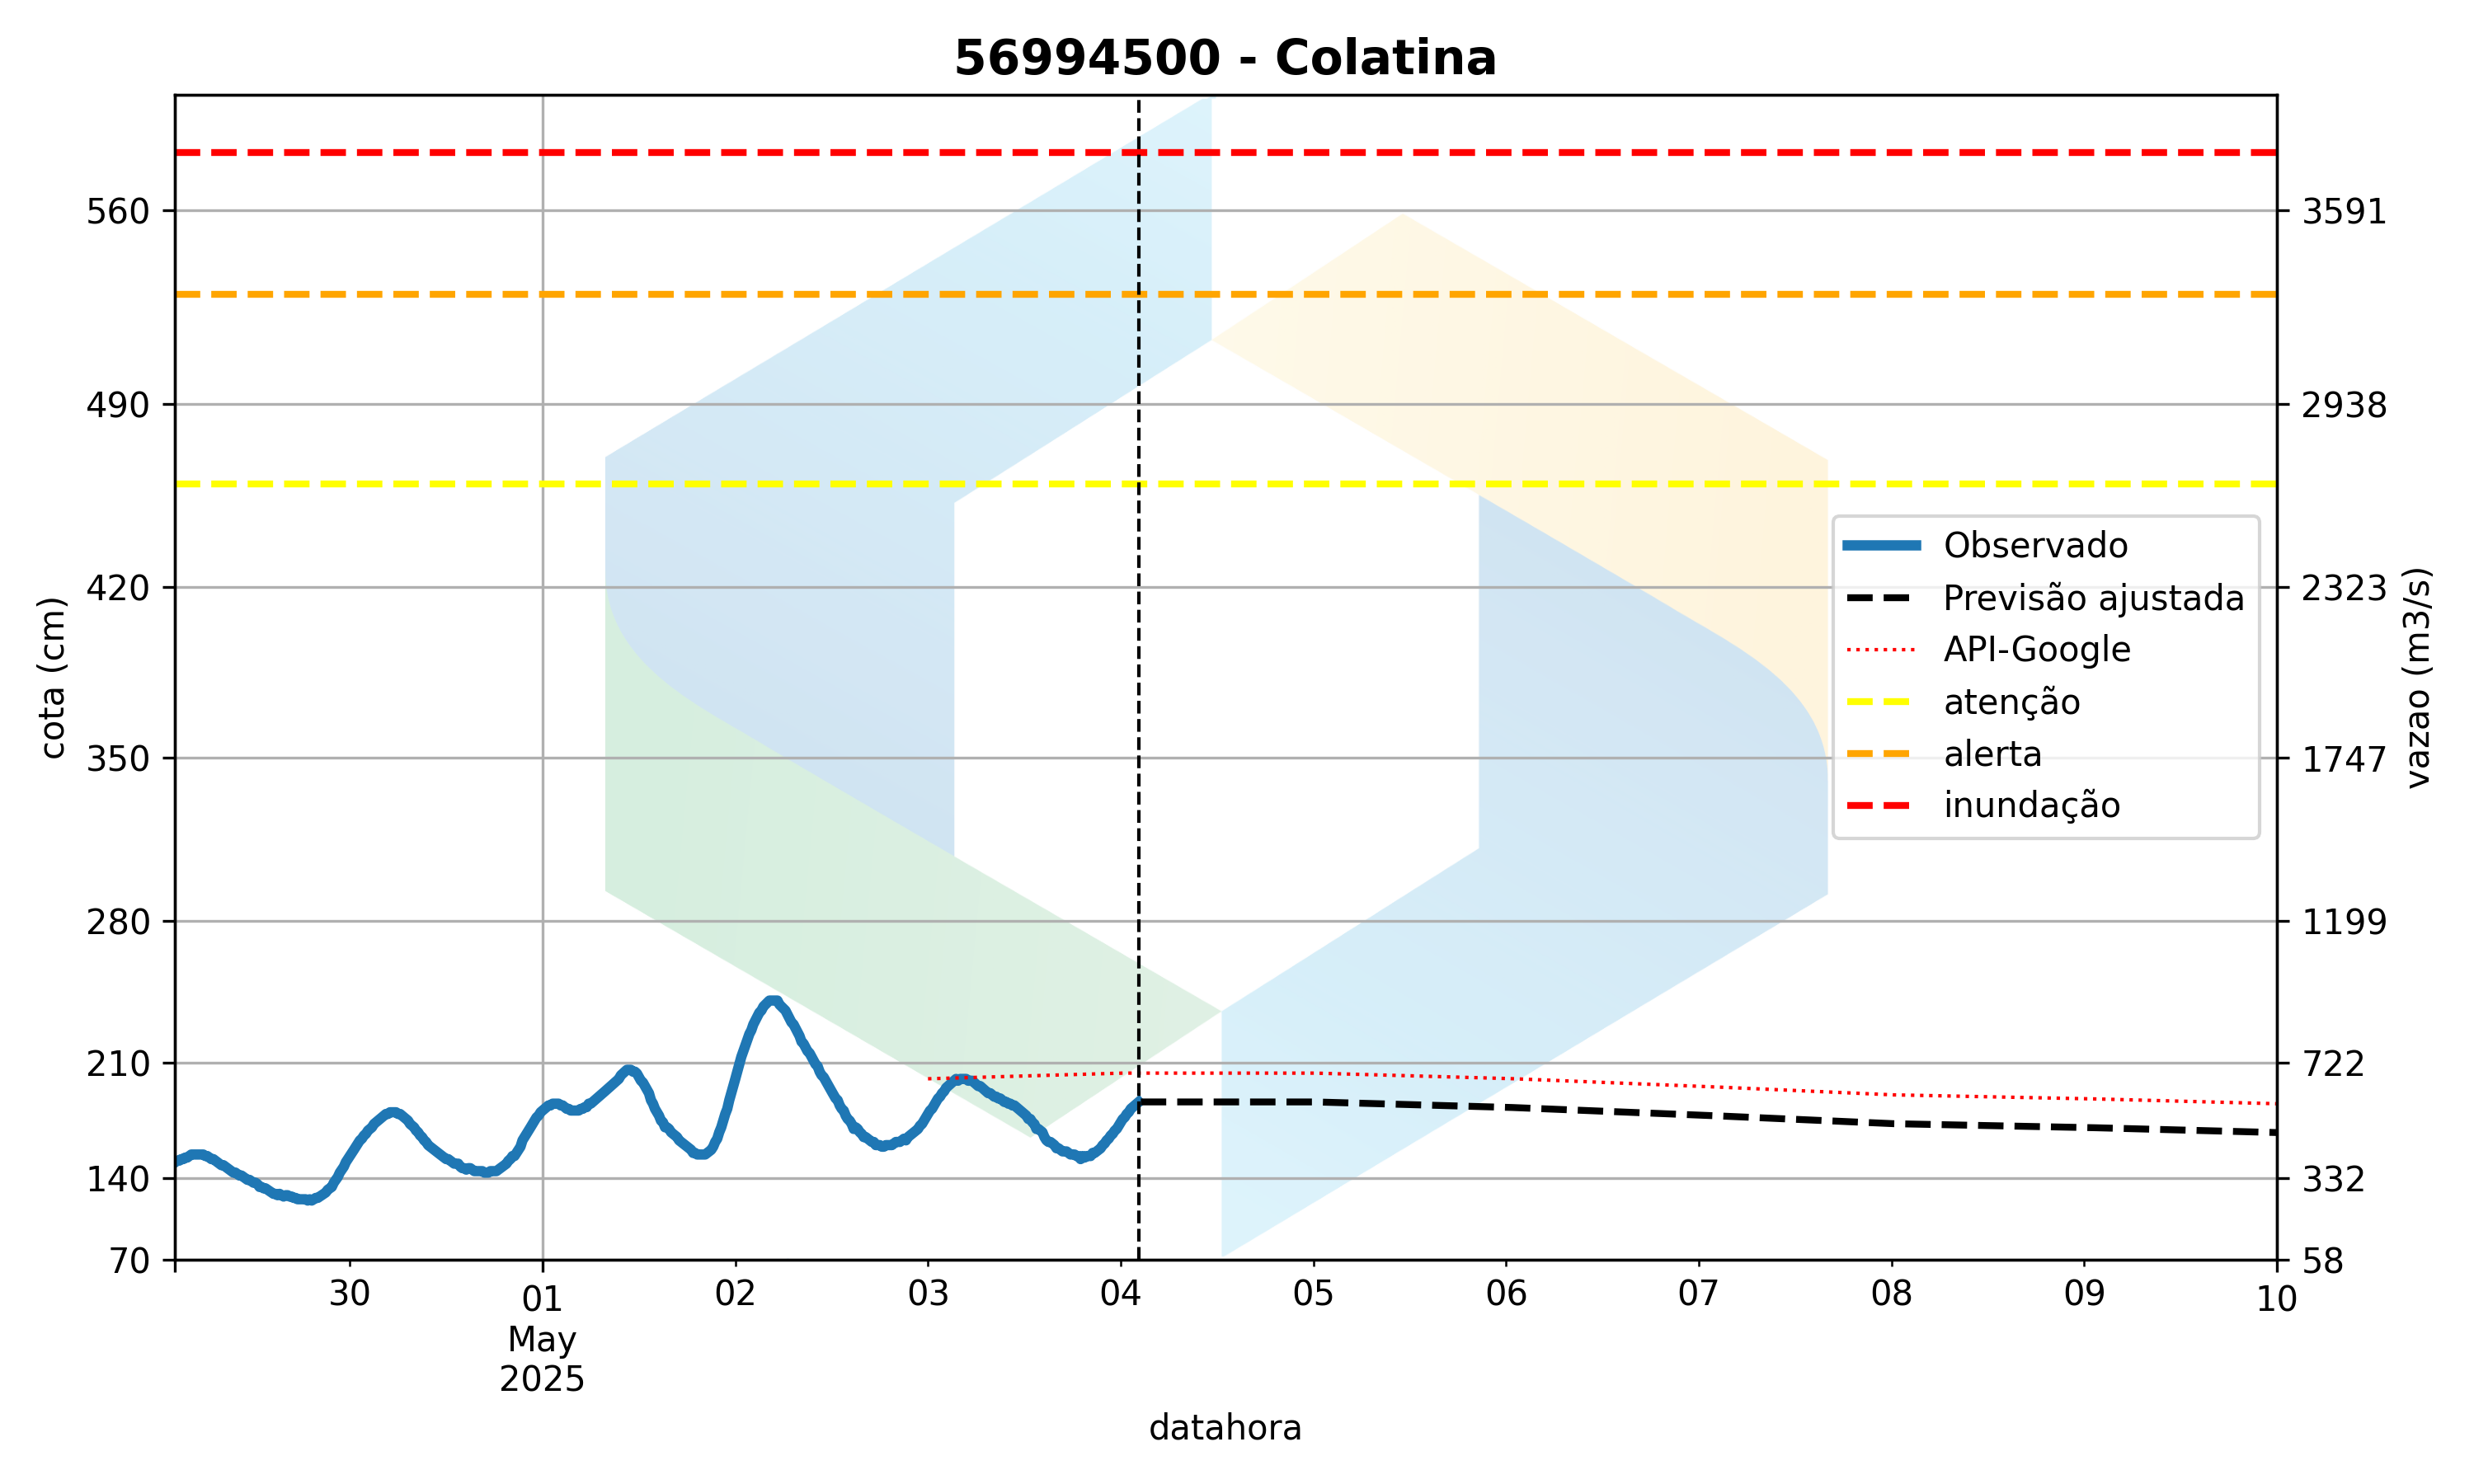 56994500 - Colatina
560
490
420
350
280
210
140
70
cota (cm)
3591
2938
2323
1747
1199
722
332
58
vazao (m3/s)
Observado
Previsão ajustada
API-Google
atenção
alerta
inundação
30
01
May
2025
02
03
04
05
06
07
08
09
10
datahora